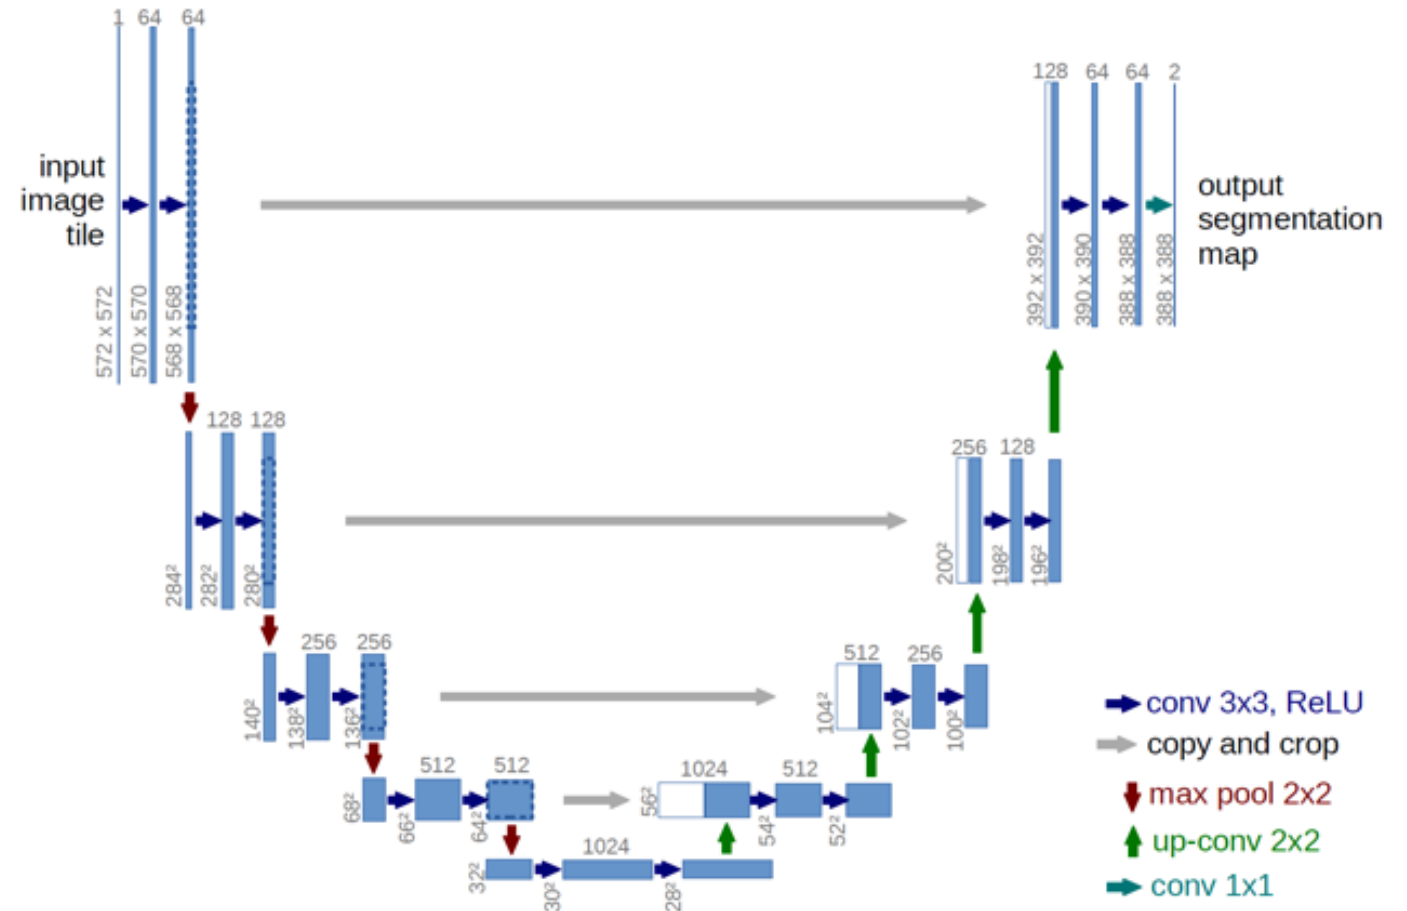 1 64 64
input
image
tile
572 x 572
570 x 570
568 x 568
128 64 64 2
output
segmentation
map
392 x 392
390 x 390
388 x 388
388 x 388
128 128
284²
282²
280²
256 128
200²
198²
196²
256 256
140²
138²
136²
512 256
104²
102²
100²
512 512
68²
66²
64²
1024 512
56²
54²
52²
1024
32²
30²
28²
conv 3x3, ReLU
copy and crop
max pool 2x2
up-conv 2x2
conv 1x1